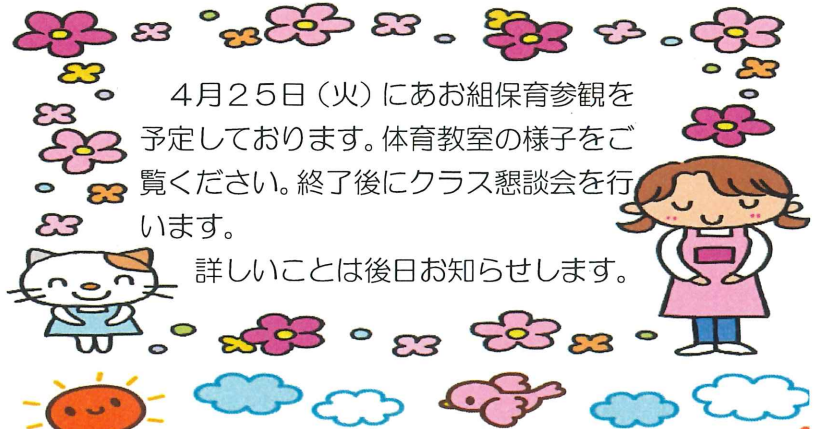 ４月２５日（火）にあお組保育参観を
予定しております。体育教室の様子をご
覧ください。終了後にクラス懇談会を行
います。
詳しいことは後日お知らせします。